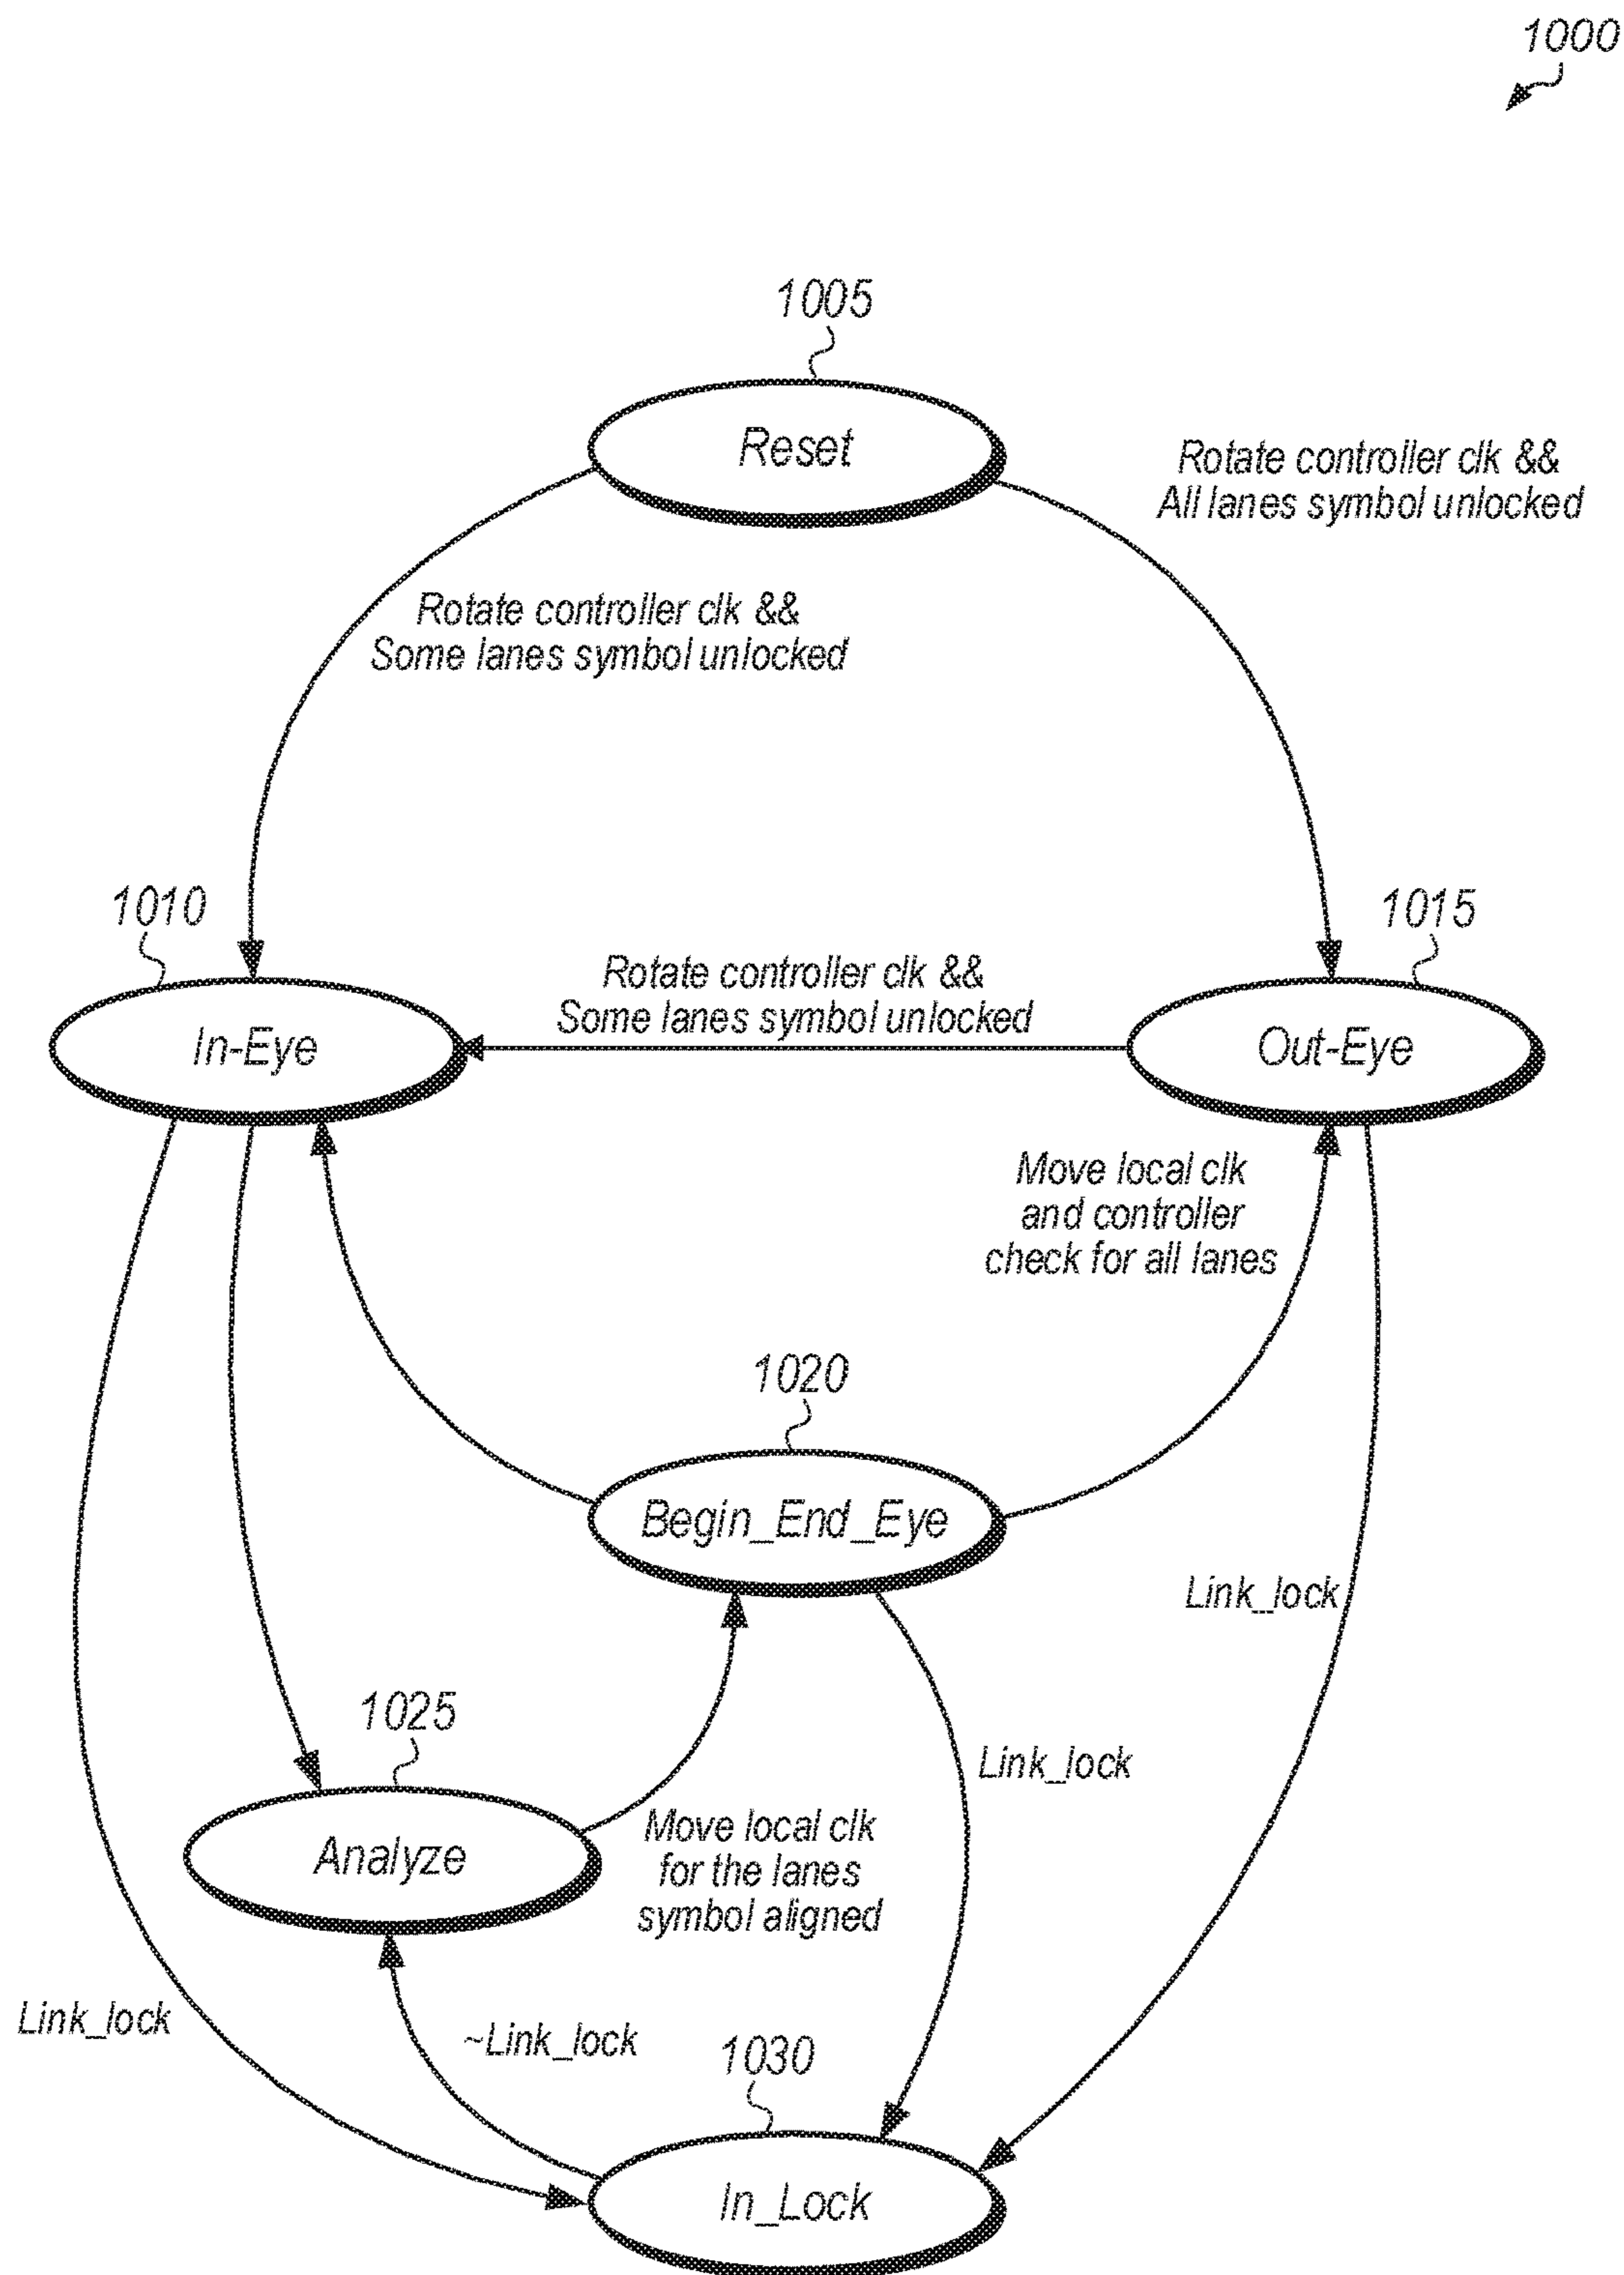 1000
1005
Reset
Rotate controller clk &&
All lanes symbol unlocked
Rotate controller clk &&
Some lanes symbol unlocked
1010
1015
Rotate controller clk &&
Some lanes symbol unlocked
In-Eye
Out-Eye
Move local clk
and controller
check for all lanes
1020
Begin_End_Eye
Link_lock
1025
Link_lock
Analyze
Move local clk
for the lanes
symbol aligned
Link_lock
~Link_lock
1030
In_Lock